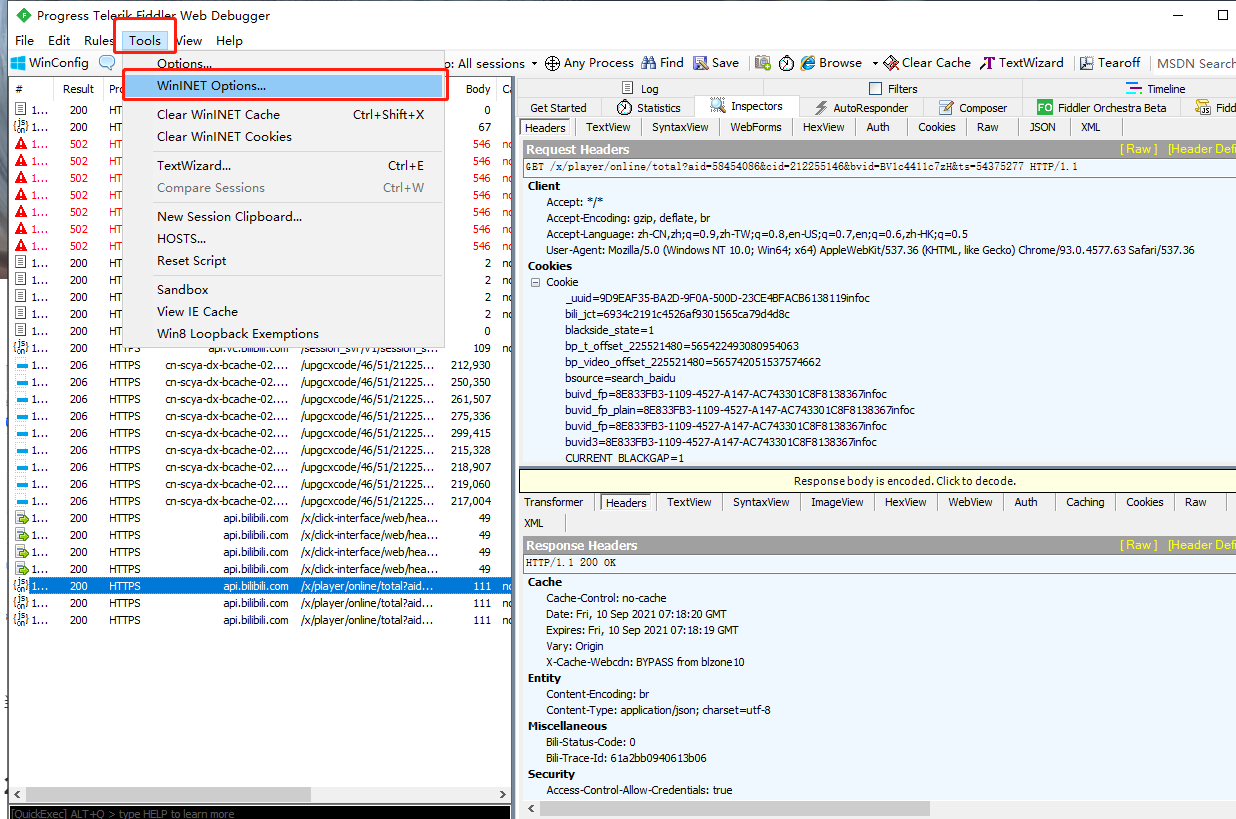 Progress Telerik Fiddler Web Debugger
File Edit Rules Tools View Help
WinConfig Options... All sessions Any Process Find Save Browse Clear Cache TextWizard Tearoff MSDN Search
WinINET Options...
Clear WinINET Cache Ctrl+Shift+X
Clear WinINET Cookies
TextWizard... Ctrl+E
Compare Sessions Ctrl+W
New Session Clipboard...
HOSTS...
Reset Script
Sandbox
View IE Cache
Win8 Loopback Exemptions
# Result Body
1... 200 HT 0
1... 200 HT 67
1... 502 HT 546
1... 502 HT 546
1... 502 HT 546
1... 502 HT 546
1... 502 HT 546
1... 502 HT 546
1... 502 HT 546
1... 200 HT 2
1... 200 HT 2
1... 200 HT 2
1... 200 HT 2
1... 200 HT 0
1... 200 HTTPS api.vc.bilibili.com /session_svr/v1/session_s... 109
1... 206 HTTPS cn-scya-dx-bcache-02.... /upgcxcode/46/51/21225... 212,930
1... 206 HTTPS cn-scya-dx-bcache-02.... /upgcxcode/46/51/21225... 250,350
1... 206 HTTPS cn-scya-dx-bcache-02.... /upgcxcode/46/51/21225... 261,507
1... 206 HTTPS cn-scya-dx-bcache-02.... /upgcxcode/46/51/21225... 275,336
1... 206 HTTPS cn-scya-dx-bcache-02.... /upgcxcode/46/51/21225... 299,415
1... 206 HTTPS cn-scya-dx-bcache-02.... /upgcxcode/46/51/21225... 215,328
1... 206 HTTPS cn-scya-dx-bcache-02.... /upgcxcode/46/51/21225... 218,907
1... 206 HTTPS cn-scya-dx-bcache-02.... /upgcxcode/46/51/21225... 219,060
1... 206 HTTPS cn-scya-dx-bcache-02.... /upgcxcode/46/51/21225... 217,004
1... 200 HTTPS api.bilibili.com /x/click-interface/web/hea... 49
1... 200 HTTPS api.bilibili.com /x/click-interface/web/hea... 49
1... 200 HTTPS api.bilibili.com /x/click-interface/web/hea... 49
1... 200 HTTPS api.bilibili.com /x/click-interface/web/hea... 49
1... 200 HTTPS api.bilibili.com /x/player/online/total?aid... 111
1... 200 HTTPS api.bilibili.com /x/player/online/total?aid... 111
1... 200 HTTPS api.bilibili.com /x/player/online/total?aid... 111
[QuickExec] ALT+Q > type HELP to learn more
Log Filters Timeline
Get Started Statistics Inspectors AutoResponder Composer FO Fiddler Orchestra Beta Fidd
Headers TextView SyntaxView WebForms HexView Auth Cookies Raw JSON XML
Request Headers [ Raw ] [Header Defi
GET /x/player/online/total?aid=58454086&cid=212255146&bvid=BV1c4411c7zH&ts=54375277 HTTP/1.1
Client
Accept: */*
Accept-Encoding: gzip, deflate, br
Accept-Language: zh-CN,zh;q=0.9,zh-TW;q=0.8,en-US;q=0.7,en;q=0.6,zh-HK;q=0.5
User-Agent: Mozilla/5.0 (Windows NT 10.0; Win64; x64) AppleWebKit/537.36 (KHTML, like Gecko) Chrome/93.0.4577.63 Safari/537.36
Cookies
Cookie
_uuid=9D9EAF35-BA2D-9F0A-500D-23CE4BFACB6138119infoc
bili_jct=6934c2191c4526af9301565ca79d4d8c
blackside_state=1
bp_t_offset_225521480=565422493080954063
bp_video_offset_225521480=565742051537574662
bsource=search_baidu
buivd_fp=8E833FB3-1109-4527-A147-AC743301C8F8138367infoc
buvid_fp_plain=8E833FB3-1109-4527-A147-AC743301C8F8138367infoc
buvid_fp=8E833FB3-1109-4527-A147-AC743301C8F8138367infoc
buvid3=8E833FB3-1109-4527-A147-AC743301C8F8138367infoc
CURRENT_BLACKGAP=1
Response body is encoded. Click to decode.
Transformer Headers TextView SyntaxView ImageView HexView WebView Auth Caching Cookies Raw
XML
Response Headers [ Raw ] [Header Defi
HTTP/1.1 200 OK
Cache
Cache-Control: no-cache
Date: Fri, 10 Sep 2021 07:18:20 GMT
Expires: Fri, 10 Sep 2021 07:18:19 GMT
Vary: Origin
X-Cache-Webcdn: BYPASS from blzone10
Entity
Content-Encoding: br
Content-Type: application/json; charset=utf-8
Miscellaneous
Bili-Status-Code: 0
Bili-Trace-Id: 61a2bb0940613b06
Security
Access-Control-Allow-Credentials: true